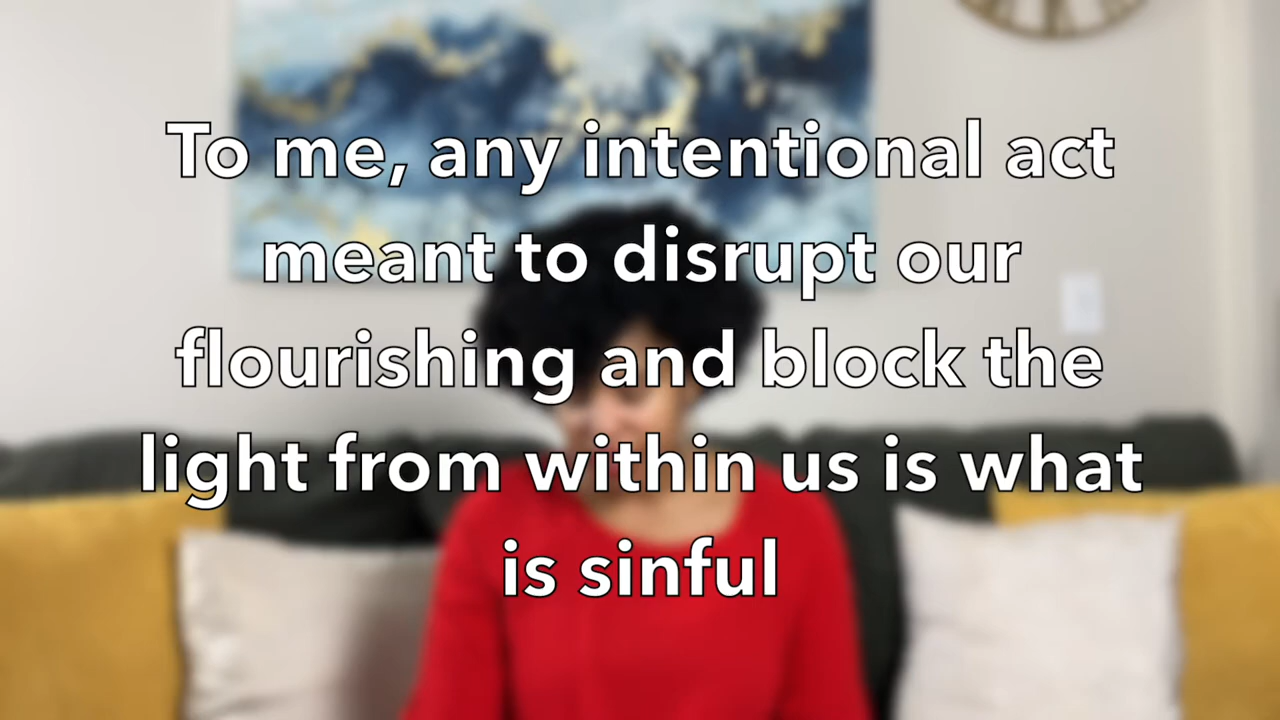 To me, any intentional act
meant to disrupt our
flourishing and block the
light from within us is what
is sinful